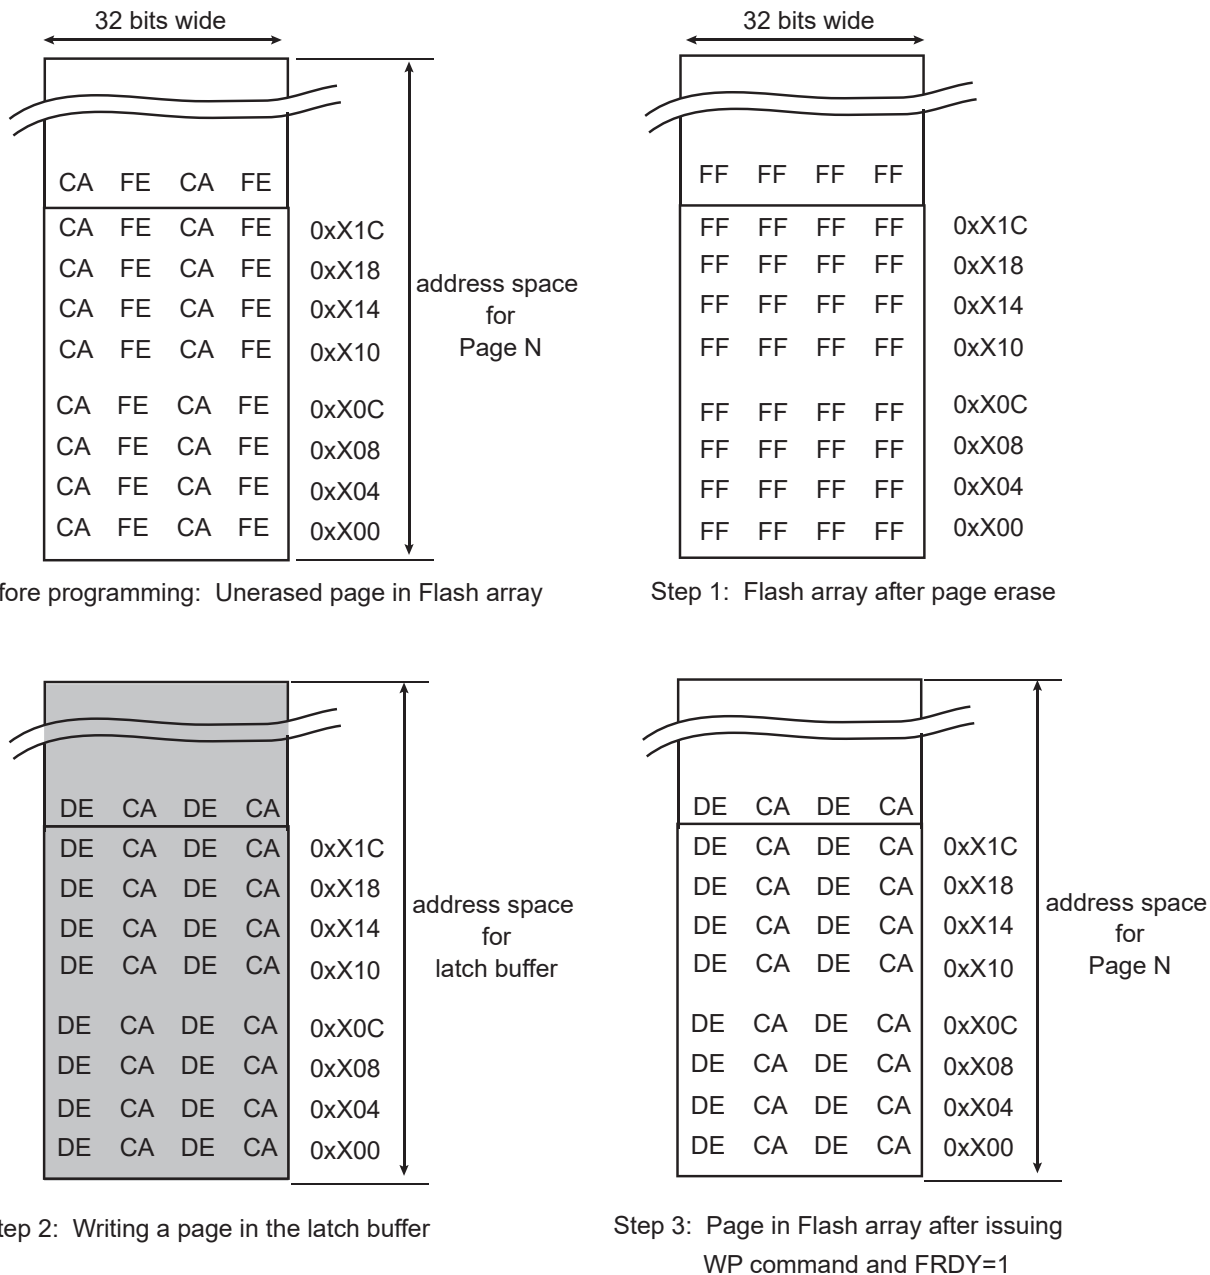 32 bits wide
CA FE CA FE
CA FE CA FE 0xX1C
CA FE CA FE 0xX18
CA FE CA FE 0xX14
CA FE CA FE 0xX10
CA FE CA FE 0xX0C
CA FE CA FE 0xX08
CA FE CA FE 0xX04
CA FE CA FE 0xX00
address space
for
Page N
fore programming: Unerased page in Flash array
32 bits wide
FF FF FF FF
FF FF FF FF 0xX1C
FF FF FF FF 0xX18
FF FF FF FF 0xX14
FF FF FF FF 0xX10
FF FF FF FF 0xX0C
FF FF FF FF 0xX08
FF FF FF FF 0xX04
FF FF FF FF 0xX00
Step 1: Flash array after page erase
DE CA DE CA
DE CA DE CA 0xX1C
DE CA DE CA 0xX18
DE CA DE CA 0xX14
DE CA DE CA 0xX10
DE CA DE CA 0xX0C
DE CA DE CA 0xX08
DE CA DE CA 0xX04
DE CA DE CA 0xX00
address space
for
latch buffer
tep 2: Writing a page in the latch buffer
DE CA DE CA
DE CA DE CA 0xX1C
DE CA DE CA 0xX18
DE CA DE CA 0xX14
DE CA DE CA 0xX10
DE CA DE CA 0xX0C
DE CA DE CA 0xX08
DE CA DE CA 0xX04
DE CA DE CA 0xX00
address space
for
Page N
Step 3: Page in Flash array after issuing
WP command and FRDY=1